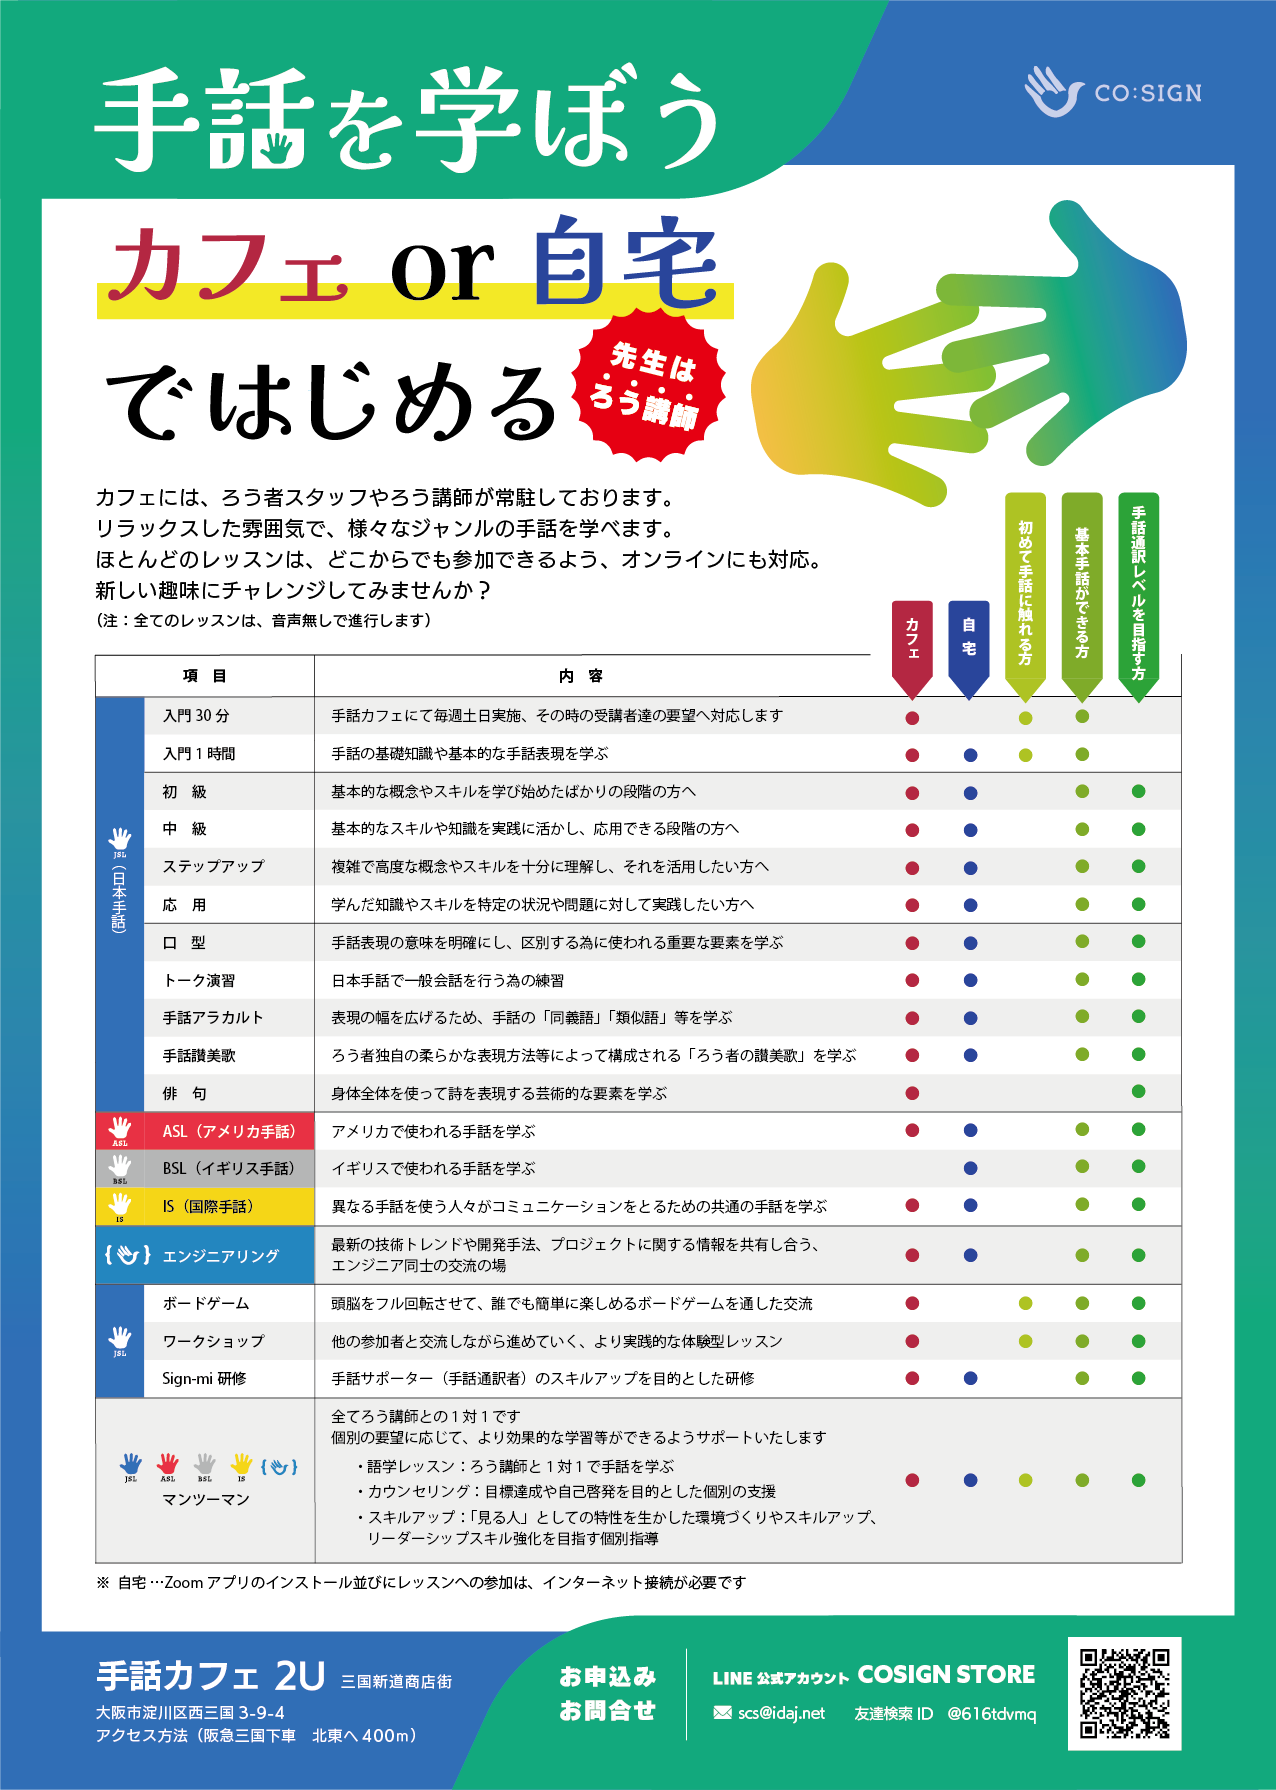 手話を学ぼう
CO:SIGN
カフェ or 自宅
ではじめる
先生は
ろう講師
カフェには、ろう者スタッフやろう講師が常駐しております。
リラックスした雰囲気で、様々なジャンルの手話を学べます。
ほとんどのレッスンは、どこからでも参加できるよう、オンラインにも対応。
新しい趣味にチャレンジしてみませんか？
（注：全てのレッスンは、音声無しで進行します）
カフェ
自宅
初めて手話に触れる方
基本手話ができる方
手話通訳レベルを目指す方
項 目
内 容
JSL
（日本手話）
入門 30 分
手話カフェにて毎週土日実施、その時の受講者達の要望へ対応します
入門 1 時間
手話の基礎知識や基本的な手話表現を学ぶ
初 級
基本的な概念やスキルを学び始めたばかりの段階の方へ
中 級
基本的なスキルや知識を実践に活かし、応用できる段階の方へ
ステップアップ
複雑で高度な概念やスキルを十分に理解し、それを活用したい方へ
応 用
学んだ知識やスキルを特定の状況や問題に対して実践したい方へ
口 型
手話表現の意味を明確にし、区別する為に使われる重要な要素を学ぶ
トーク演習
日本手話で一般会話を行う為の練習
手話アラカルト
表現の幅を広げるため、手話の「同義語」「類似語」等を学ぶ
手話讃美歌
ろう者独自の柔らかな表現方法等によって構成される「ろう者の讃美歌」を学ぶ
俳 句
身体全体を使って詩を表現する芸術的な要素を学ぶ
ASL
ASL（アメリカ手話）
アメリカで使われる手話を学ぶ
BSL
BSL（イギリス手話）
イギリスで使われる手話を学ぶ
IS
IS（国際手話）
異なる手話を使う人々がコミュニケーションをとるための共通の手話を学ぶ
エンジニアリング
最新の技術トレンドや開発手法、プロジェクトに関する情報を共有し合う、
エンジニア同士の交流の場
JSL
ボードゲーム
頭脳をフル回転させて、誰でも簡単に楽しめるボードゲームを通した交流
ワークショップ
他の参加者と交流しながら進めていく、より実践的な体験型レッスン
Sign-mi 研修
手話サポーター（手話通訳者）のスキルアップを目的とした研修
JSL ASL BSL IS
マンツーマン
全てろう講師との 1 対 1 です
個別の要望に応じて、より効果的な学習等ができるようサポートいたします
・語学レッスン：ろう講師と 1 対 1 で手話を学ぶ
・カウンセリング：目標達成や自己啓発を目的とした個別の支援
・スキルアップ：「見る人」としての特性を生かした環境づくりやスキルアップ、
リーダーシップスキル強化を目指す個別指導
※ 自宅 …Zoom アプリのインストール並びにレッスンへの参加は、インターネット接続が必要です
手話カフェ 2U 三国新道商店街
大阪市淀川区西三国 3-9-4
アクセス方法（阪急三国下車 北東へ 400m）
お申込み
お問合せ
LINE 公式アカウント COSIGN STORE
scs@idaj.net 友達検索 ID @616tdvmq